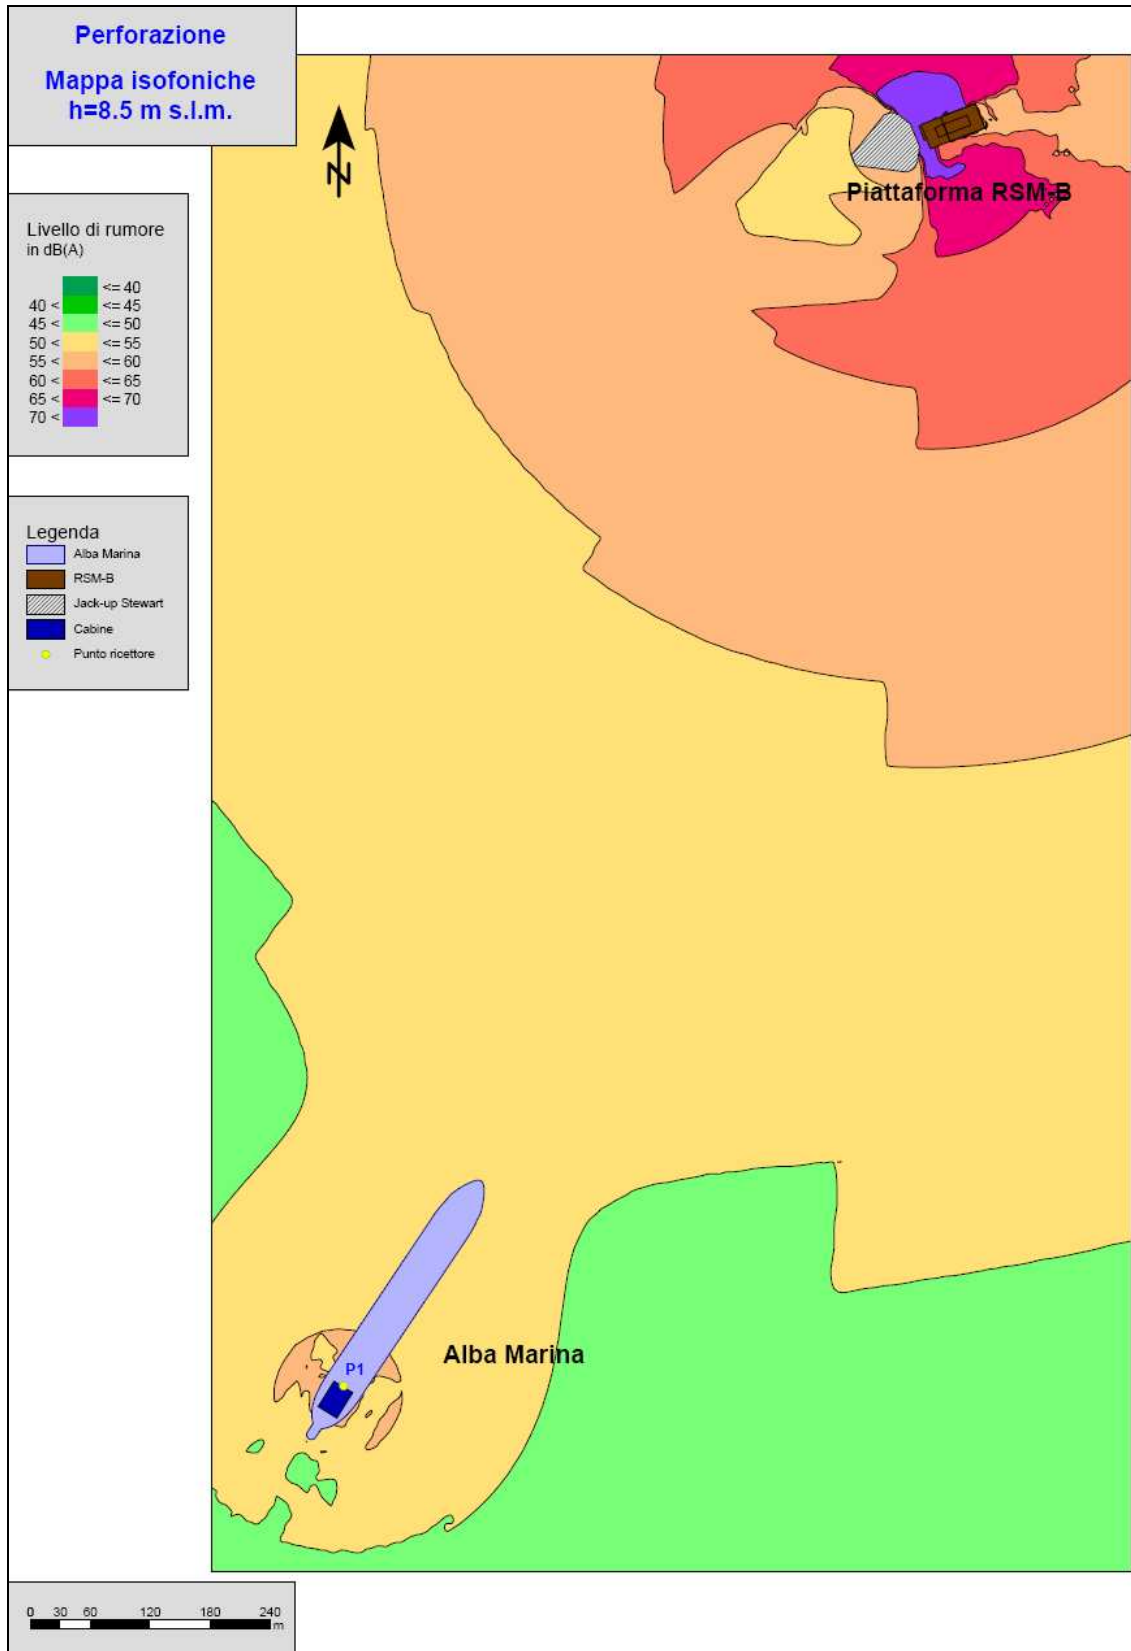 Perforazione
Mappa isofoniche
h=8.5 m s.l.m.
N
Piattaforma RSM-B
Livello di rumore
in dB(A)
<= 40
40 < <= 45
45 < <= 50
50 < <= 55
55 < <= 60
60 < <= 65
65 < <= 70
70 <
Legenda
Alba Marina
RSM-B
Jack-up Stewart
Cabine
Punto ricettore
Alba Marina
P1
0 30 60 120 180 240
m